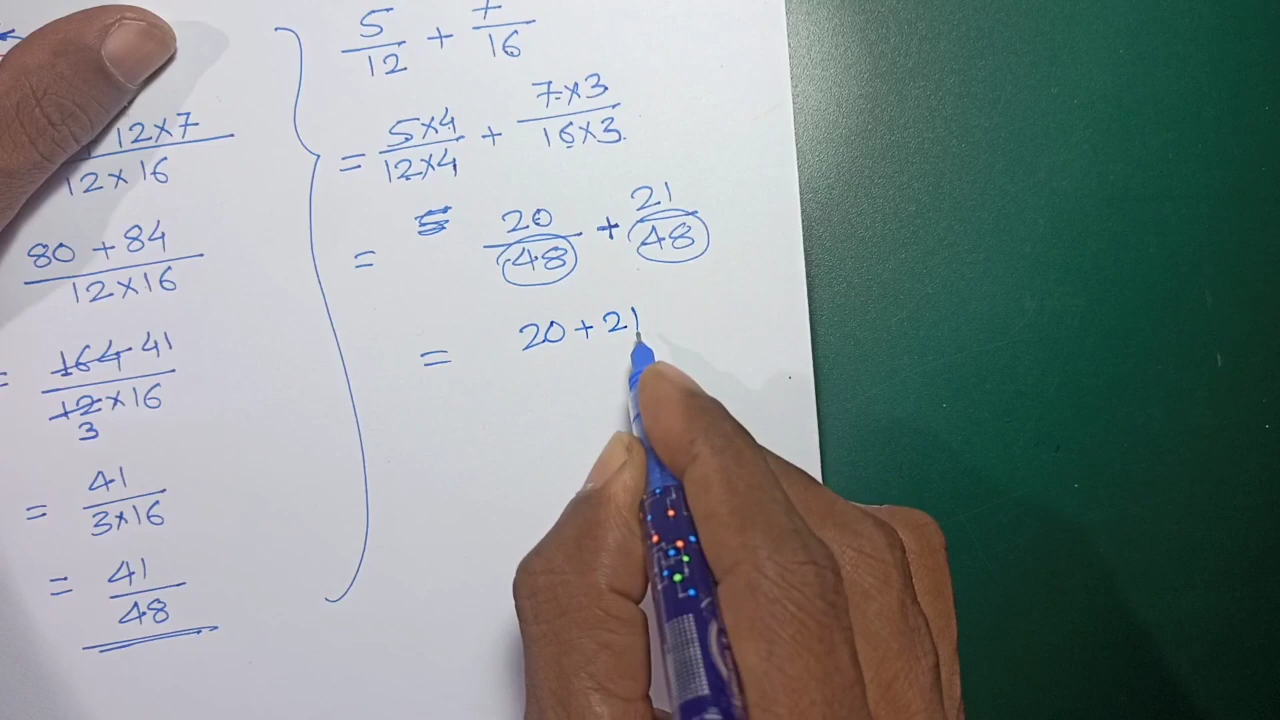 12×7
12×16
80 + 84
12×16
= 164 41
12×16
3
= 41
3×16
= 41
48
5/12 + 7/16
= 5×4/12×4 + 7×3/16×3
= 20/48 + 21/48
= 20+21